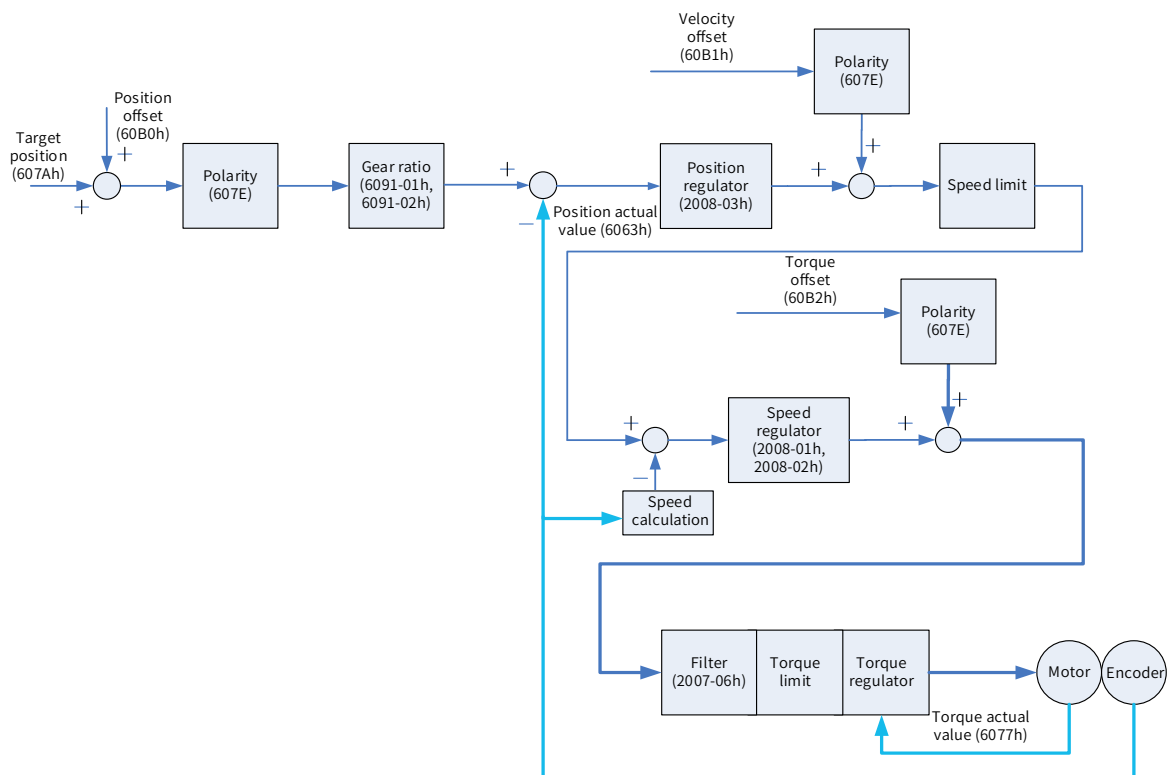 Velocity
offset
(60B1h)
Polarity
(607E)
Position
offset
(60B0h)
Target
position
(607Ah)
+
+
Polarity
(607E)
Gear ratio
(6091-01h,
6091-02h)
+
−
Position actual
value (6063h)
Position
regulator
(2008-03h)
+
+
Speed limit
Torque
offset
(60B2h)
Polarity
(607E)
+
−
Speed
calculation
Speed
regulator
(2008-01h,
2008-02h)
+
+
Filter
(2007-06h)
Torque
limit
Torque
regulator
Motor
Encoder
Torque actual
value (6077h)